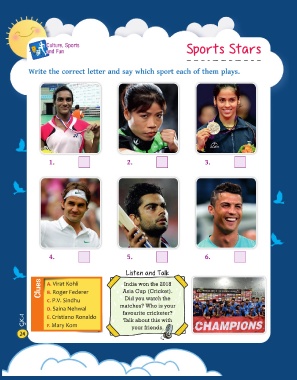 Culture, Sports
and Fun
Sports Stars
Write the correct letter and say which sport each of them plays.
1.
2.
3.
4.
5.
6.
Clues
A. Virat Kohli
B. Roger Federer
C. P.V. Sindhu
D. Saina Nehwal
E. Cristiano Ronaldo
F. Mary Kom
Listen and Talk
India won the 2018
Asia Cup (Cricket).
Did you watch the
matches? Who is your
favourite cricketer?
Talk about this with
your friends.
CHAMPIONS
GK-1
24